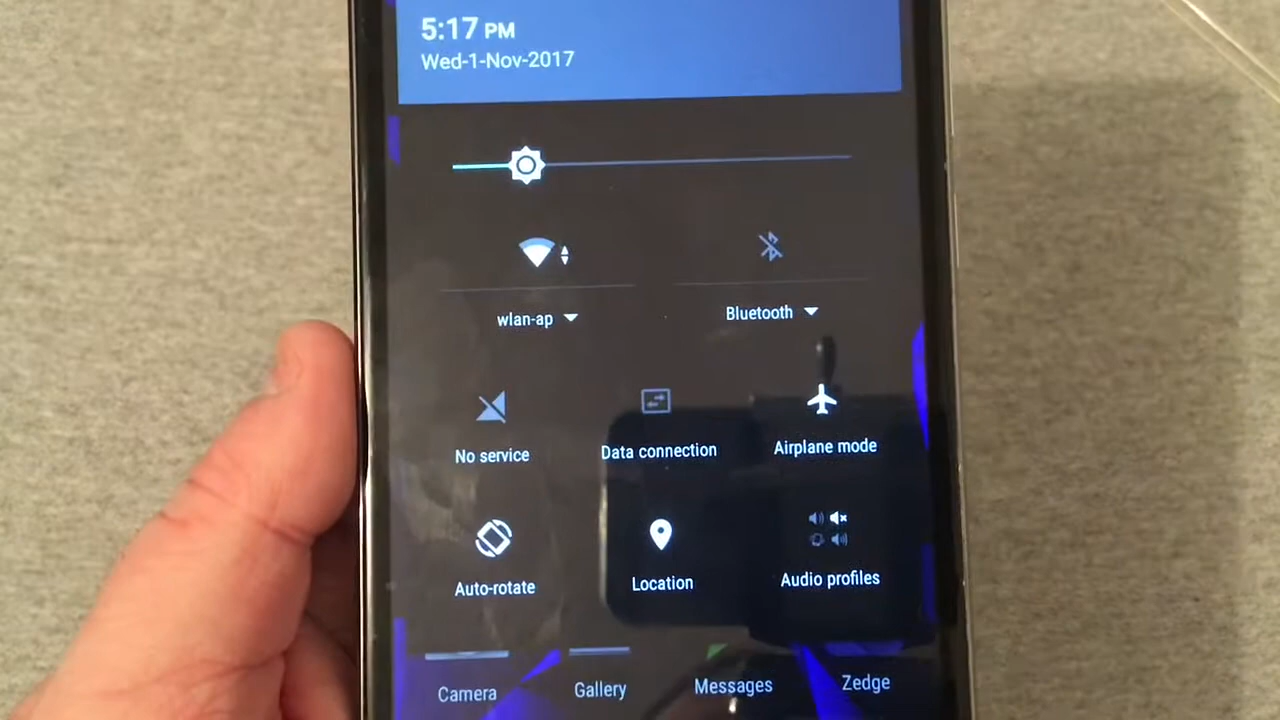 5:17 PM
Wed-1-Nov-2017
wlan-ap
Bluetooth
No service
Data connection
Airplane mode
Auto-rotate
Location
Audio profiles
Camera
Gallery
Messages
Zedge